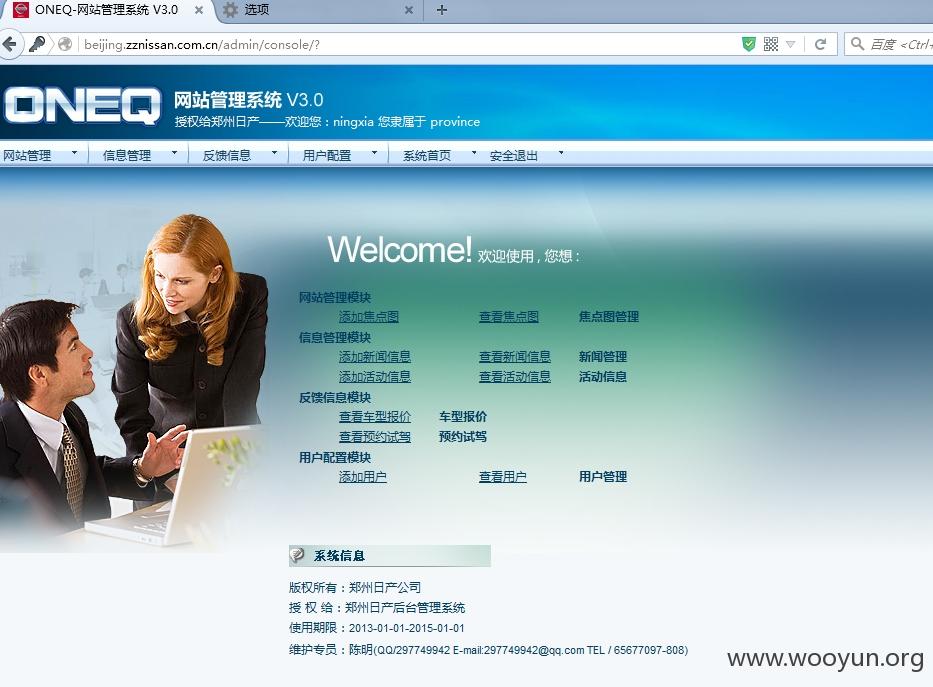 ONEQ-网站管理系统 V3.0
选项
beijing.zznissan.com.cn/admin/console/?
百度 <Ctrl+
ONEQ 网站管理系统 V3.0
授权给郑州日产——欢迎您：ningxia 您隶属于 province
网站管理 信息管理 反馈信息 用户配置 系统首页 安全退出
Welcome! 欢迎使用 , 您想 :
网站管理模块
添加焦点图 查看焦点图 焦点图管理
信息管理模块
添加新闻信息 查看新闻信息 新闻管理
添加活动信息 查看活动信息 活动信息
反馈信息模块
查看车型报价 车型报价
查看预约试驾 预约试驾
用户配置模块
添加用户 查看用户 用户管理
系统信息
版权所有：郑州日产公司
授 权 给：郑州日产后台管理系统
使用期限：2013-01-01-2015-01-01
维护专员：陈明(QQ/297749942 E-mail:297749942@qq.com TEL / 65677097-808)
www.wooyun.org